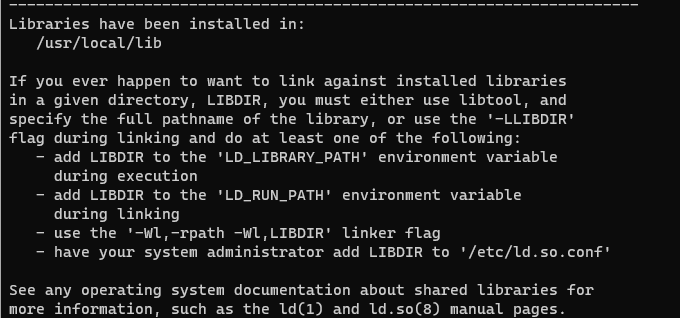 ----------------------------------------------------------------------
Libraries have been installed in:
   /usr/local/lib

If you ever happen to want to link against installed libraries
in a given directory, LIBDIR, you must either use libtool, and
specify the full pathname of the library, or use the '-LLIBDIR'
flag during linking and do at least one of the following:
   - add LIBDIR to the 'LD_LIBRARY_PATH' environment variable
     during execution
   - add LIBDIR to the 'LD_RUN_PATH' environment variable
     during linking
   - use the '-Wl,-rpath -Wl,LIBDIR' linker flag
   - have your system administrator add LIBDIR to '/etc/ld.so.conf'

See any operating system documentation about shared libraries for
more information, such as the ld(1) and ld.so(8) manual pages.